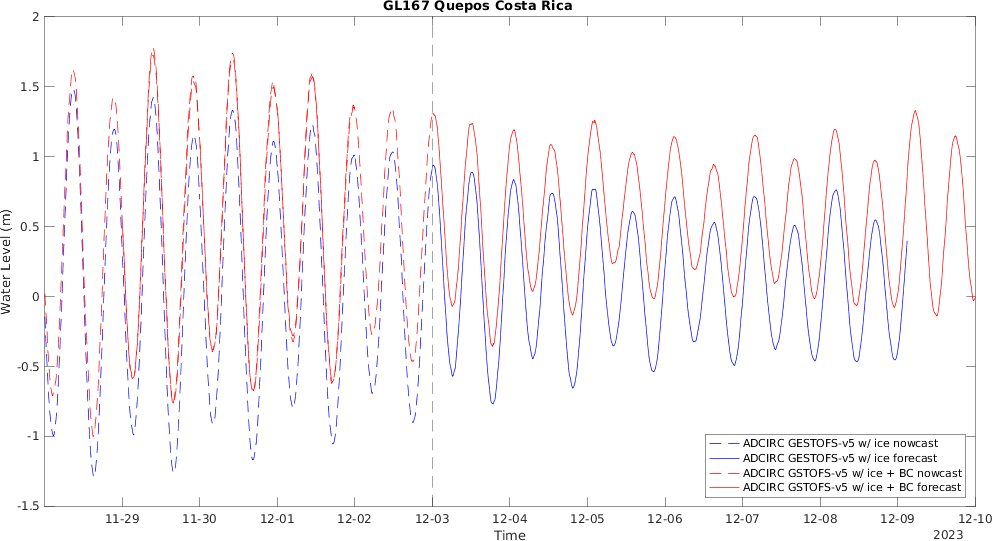 GL167 Quepos Costa Rica
2
1.5
1
0.5
0
-0.5
-1
-1.5
Water Level (m)
11-29 11-30 12-01 12-02 12-03 12-04 12-05 12-06 12-07 12-08 12-09 12-10
Time
2023
ADCIRC GESTOFS-v5 w/ ice nowcast
ADCIRC GESTOFS-v5 w/ ice forecast
ADCIRC GSTOFS-v5 w/ ice + BC nowcast
ADCIRC GSTOFS-v5 w/ ice + BC forecast